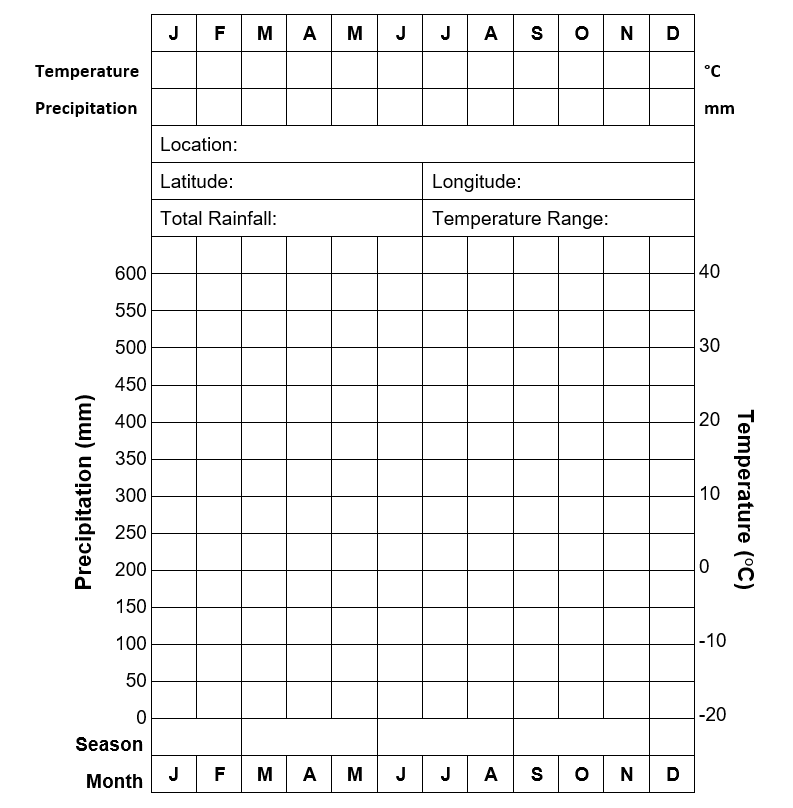 J F M A M J J A S O N D
Temperature °C
Precipitation mm
Location:
Latitude: Longitude:
Total Rainfall: Temperature Range:
600 40
550
500 30
450
400 20
350
300 10
250
200 0
150
100 -10
50
0 -20
Precipitation (mm)
Temperature (°C)
Season
Month J F M A M J J A S O N D